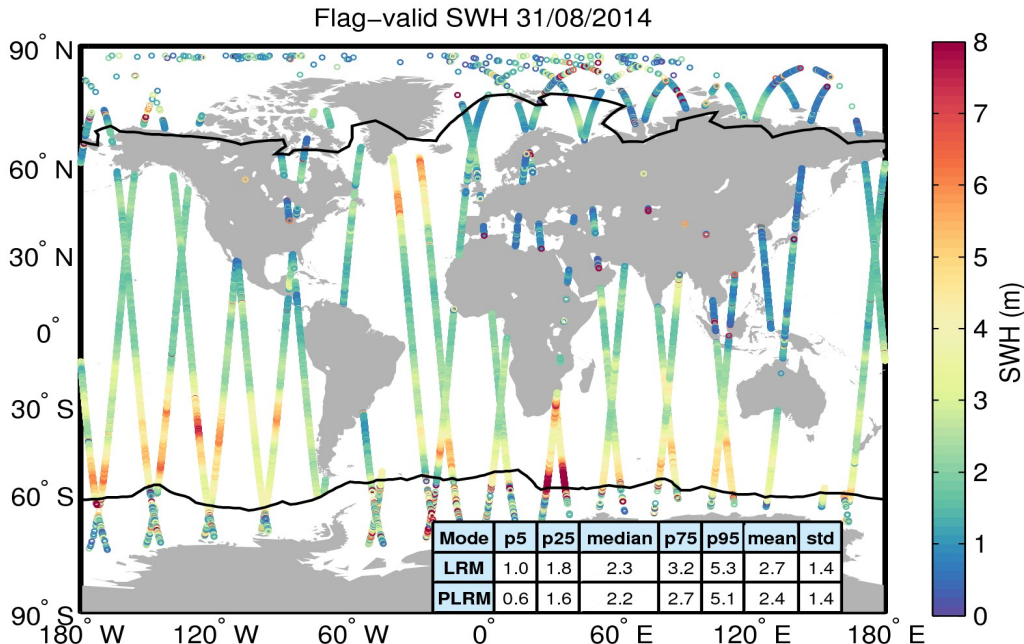 Flag−valid SWH 31/08/2014
90° N
60° N
30° N
0°
30° S
60° S
90° S
180° W
120° W
60° W
0°
60° E
120° E
180° E
8
7
6
5
4
3
2
1
0
SWH (m)
Mode p5 p25 median p75 p95 mean std
LRM 1.0 1.8 2.3 3.2 5.3 2.7 1.4
PLRM 0.6 1.6 2.2 2.7 5.1 2.4 1.4